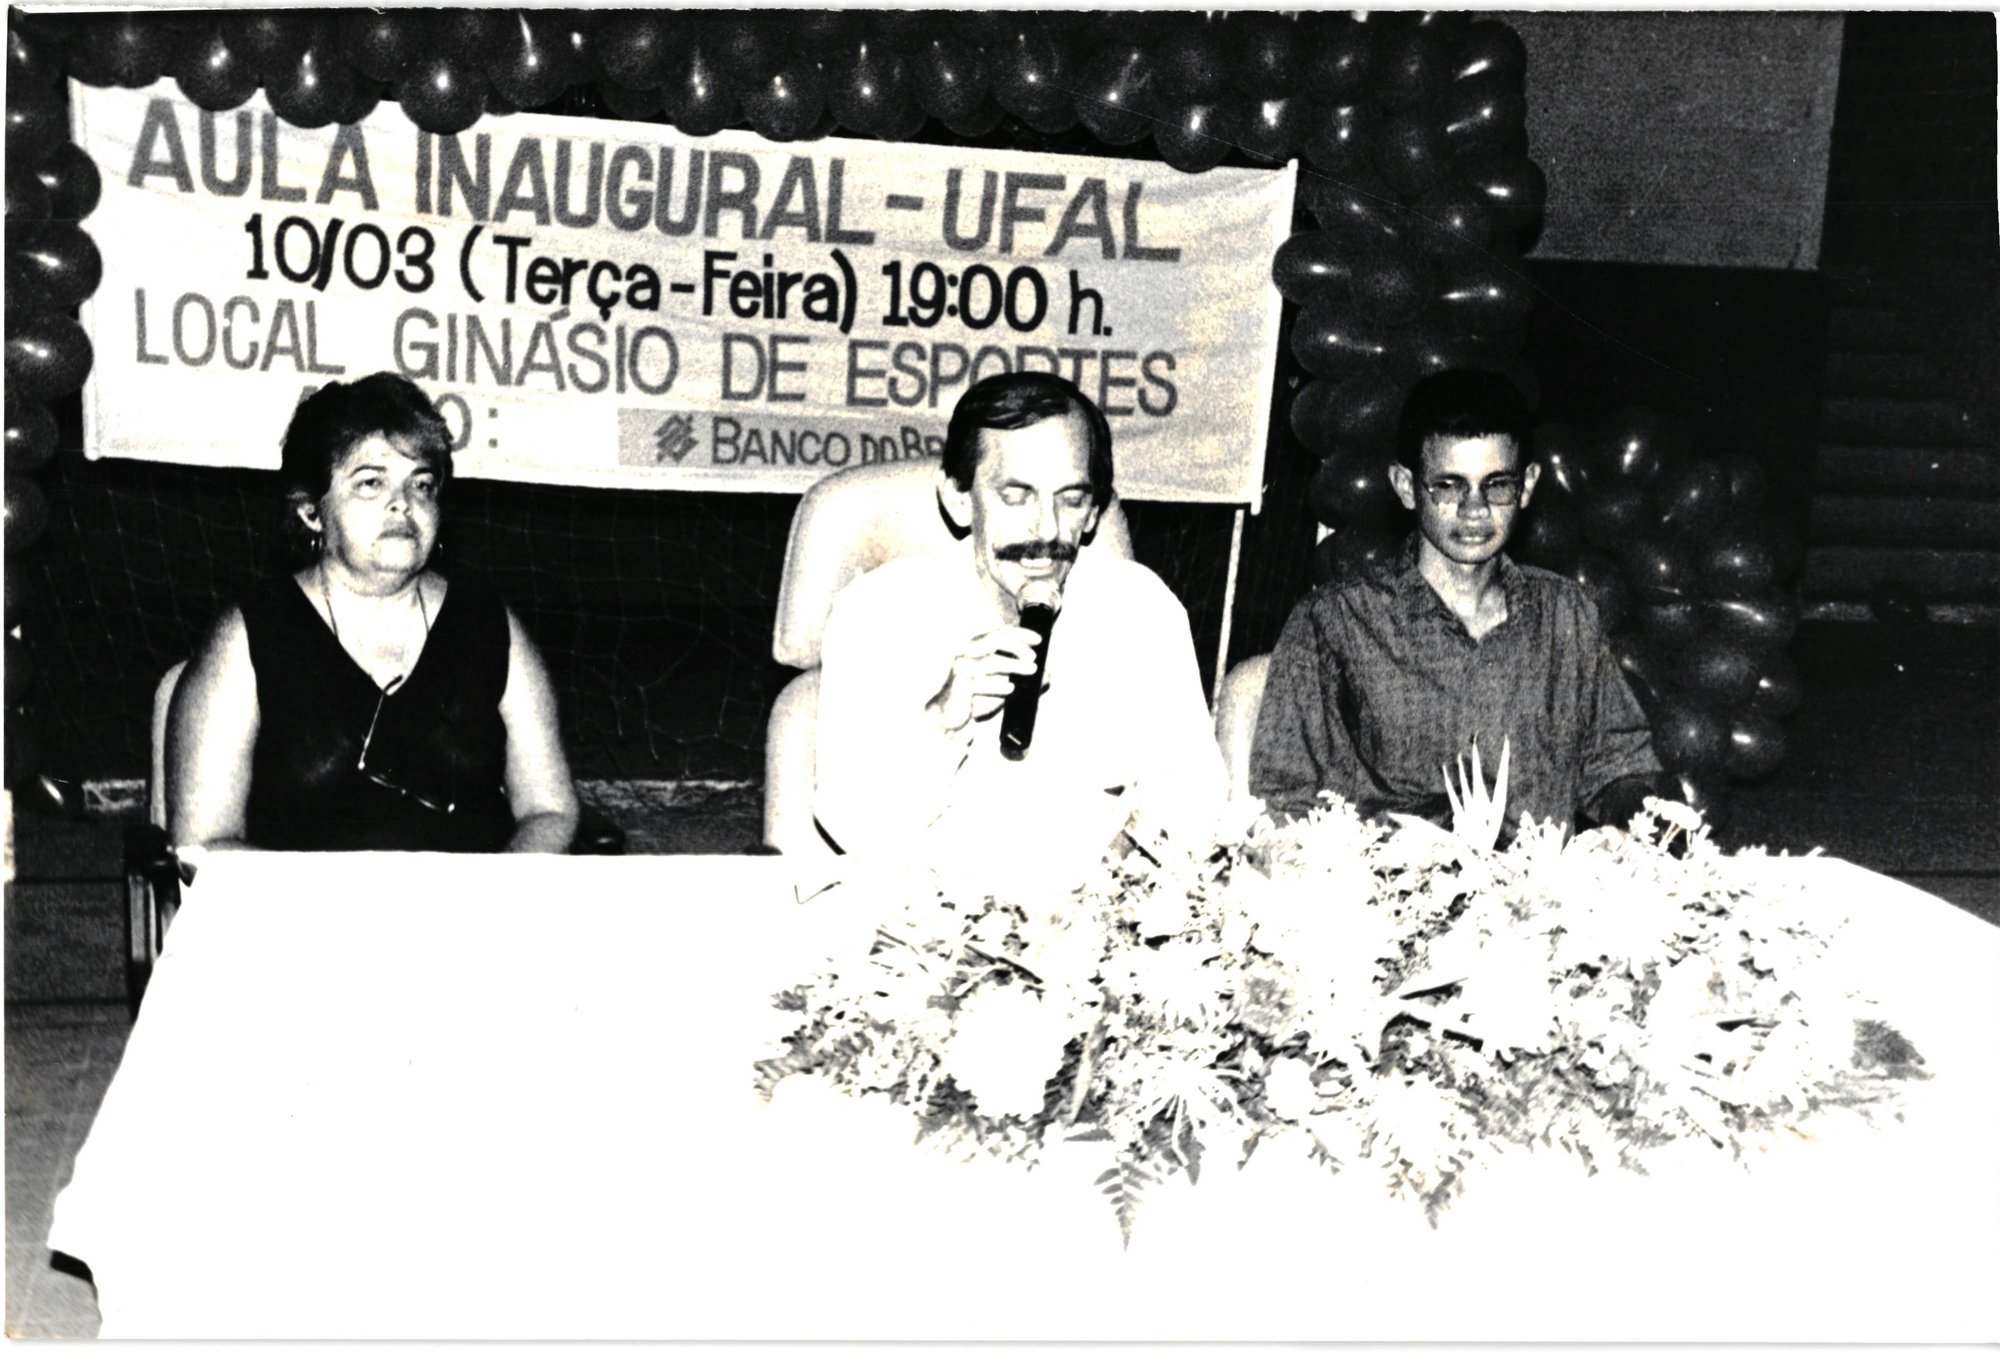 AULA INAUGURAL - UFAL
10/03 (Terça-Feira) 19:00 h.
LOCAL GINÁSIO DE ESPORTES
BANCO DO